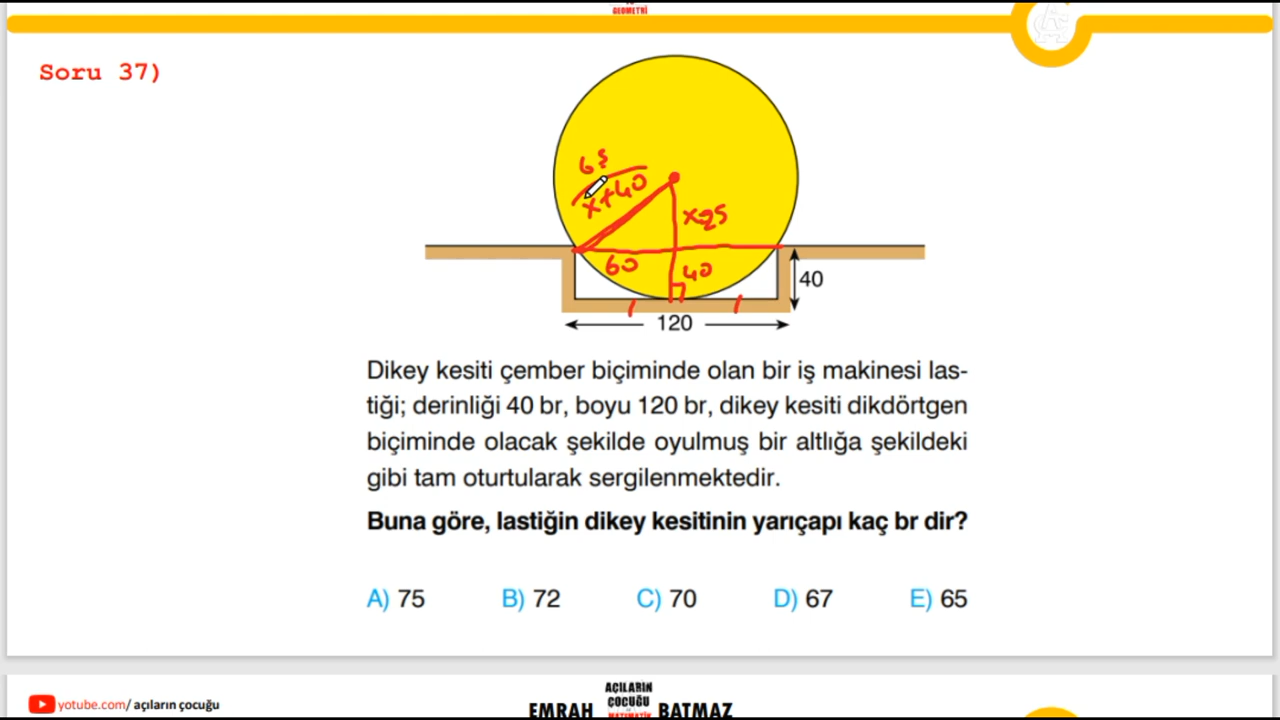 GEOMETRİ
Soru 37)
65
x+40
x=25
60
40
40
120
Dikey kesiti çember biçiminde olan bir iş makinesi las-
tiği; derinliği 40 br, boyu 120 br, dikey kesiti dikdörtgen
biçiminde olacak şekilde oyulmuş bir altlığa şekildeki
gibi tam oturtularak sergilenmektedir.
Buna göre, lastiğin dikey kesitinin yarıçapı kaç br dir?
A) 75 B) 72 C) 70 D) 67 E) 65
yotube.com/ açıların çocuğu
AÇILARIN
ÇOCUĞU
EMRAH MATEMATİK BATMAZ